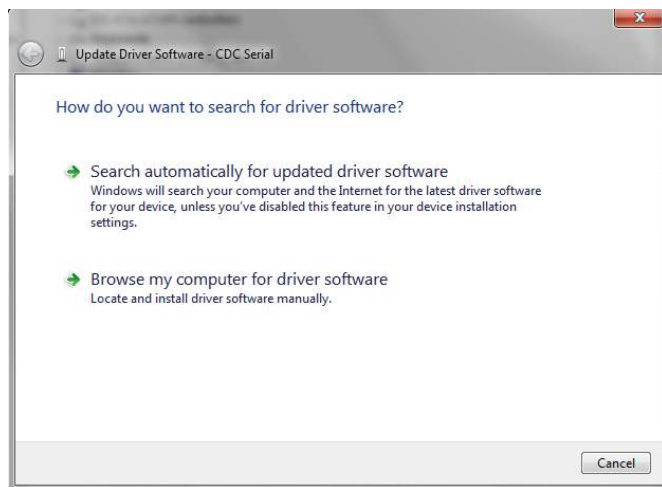 Update Driver Software - CDC Serial
How do you want to search for driver software?
Search automatically for updated driver software
Windows will search your computer and the Internet for the latest driver software
for your device, unless you've disabled this feature in your device installation
settings.
Browse my computer for driver software
Locate and install driver software manually.
Cancel